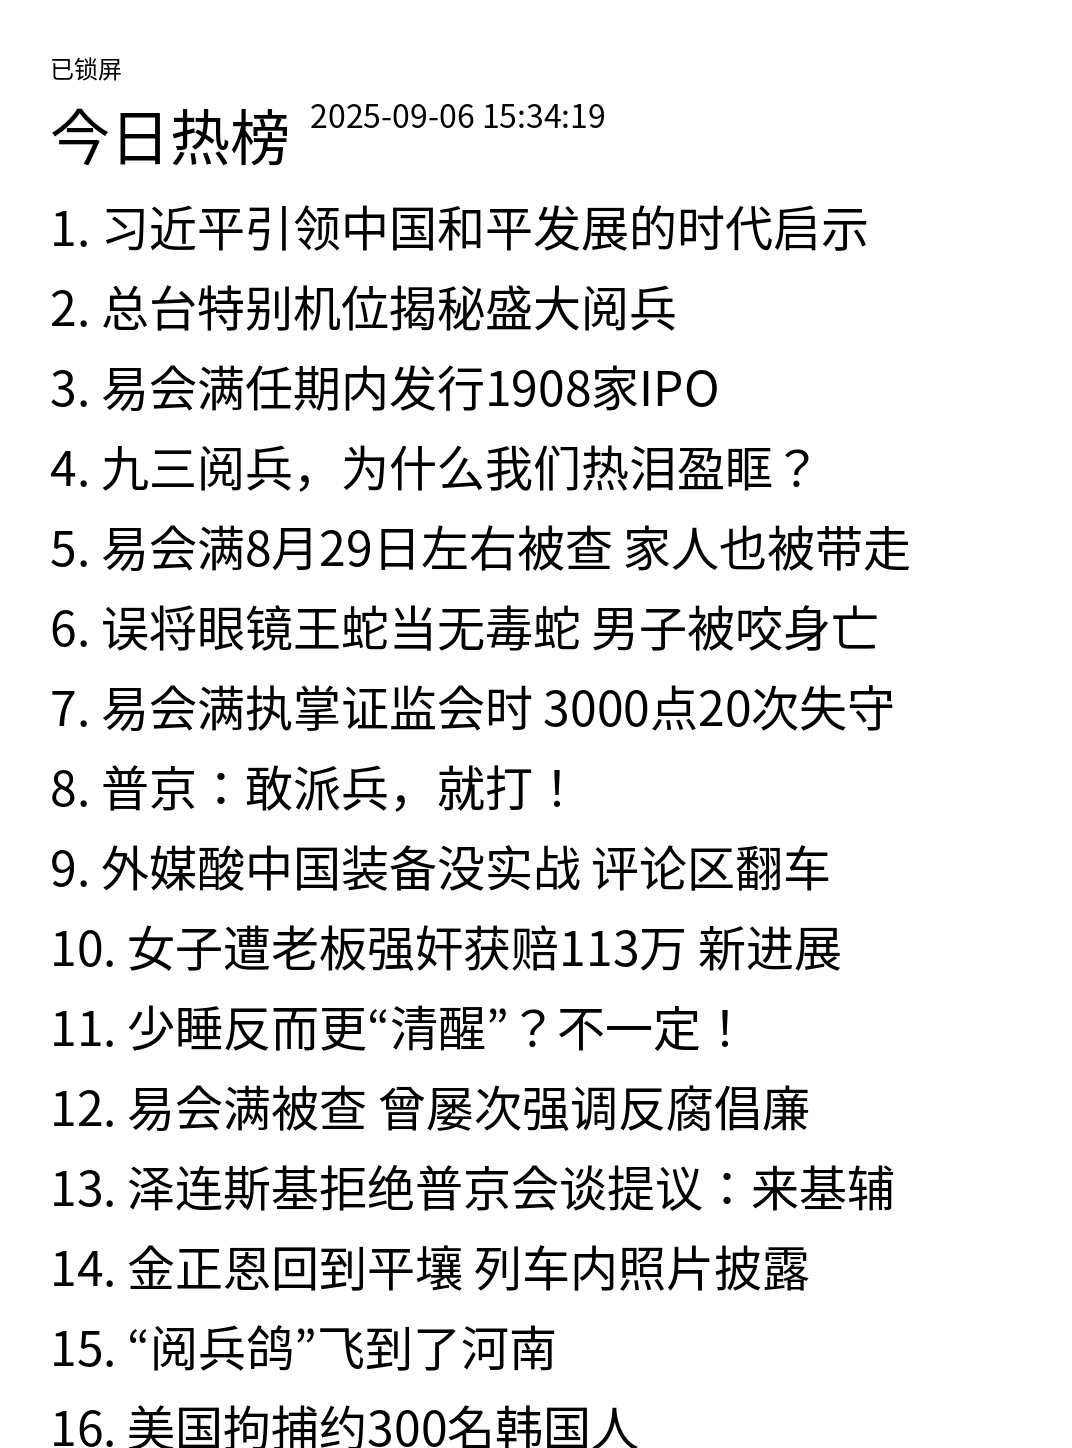 已锁屏
今日热榜 2025-09-06 15:34:19
1. 习近平引领中国和平发展的时代启示
2. 总台特别机位揭秘盛大阅兵
3. 易会满任期内发行1908家IPO
4. 九三阅兵，为什么我们热泪盈眶？
5. 易会满8月29日左右被查 家人也被带走
6. 误将眼镜王蛇当无毒蛇 男子被咬身亡
7. 易会满执掌证监会时 3000点20次失守
8. 普京：敢派兵，就打！
9. 外媒酸中国装备没实战 评论区翻车
10. 女子遭老板强奸获赔113万 新进展
11. 少睡反而更“清醒”？不一定！
12. 易会满被查 曾屡次强调反腐倡廉
13. 泽连斯基拒绝普京会谈提议：来基辅
14. 金正恩回到平壤 列车内照片披露
15. “阅兵鸽”飞到了河南
16. 美国拘捕约300名韩国人